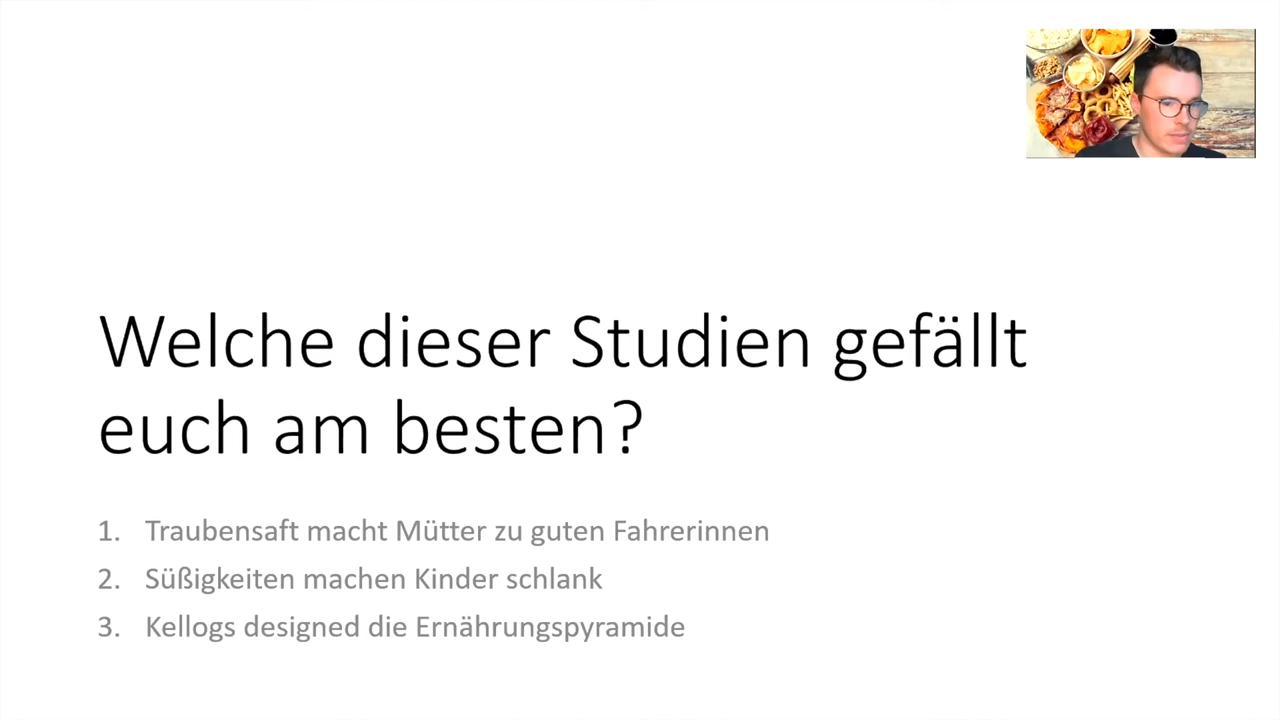 Welche dieser Studien gefällt
euch am besten?
1. Traubensaft macht Mütter zu guten Fahrerinnen
2. Süßigkeiten machen Kinder schlank
3. Kellogs designed die Ernährungspyramide